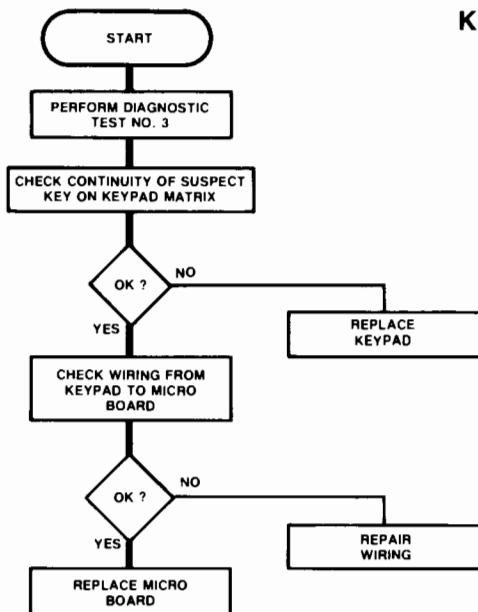 K
START
PERFORM DIAGNOSTIC
TEST NO. 3
CHECK CONTINUITY OF SUSPECT
KEY ON KEYPAD MATRIX
OK ?
NO
YES
REPLACE
KEYPAD
CHECK WIRING FROM
KEYPAD TO MICRO
BOARD
OK ?
NO
YES
REPAIR
WIRING
REPLACE MICRO
BOARD